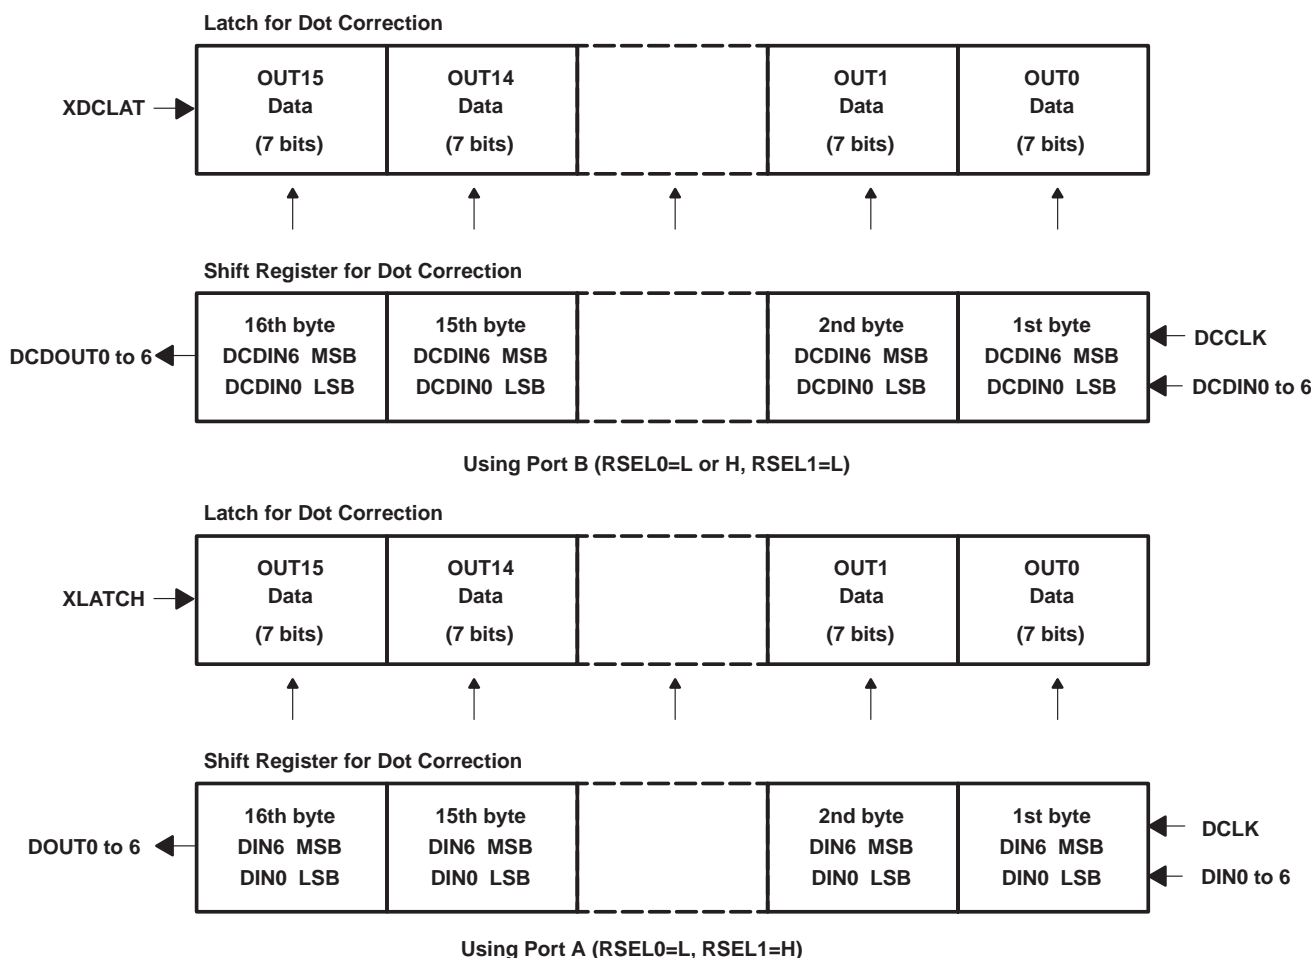 Latch for Dot Correction
OUT15 OUT14 OUT1 OUT0
XDCLAT Data Data Data Data
(7 bits) (7 bits) (7 bits) (7 bits)
Shift Register for Dot Correction
16th byte 15th byte 2nd byte 1st byte
DCCLK
DCDOUT0 to 6 DCDIN6 MSB DCDIN6 MSB DCDIN6 MSB DCDIN6 MSB
DCDIN0 LSB DCDIN0 LSB DCDIN0 LSB DCDIN0 LSB DCDIN0 to 6
Using Port B (RSEL0=L or H, RSEL1=L)
Latch for Dot Correction
OUT15 OUT14 OUT1 OUT0
XLATCH Data Data Data Data
(7 bits) (7 bits) (7 bits) (7 bits)
Shift Register for Dot Correction
16th byte 15th byte 2nd byte 1st byte
DCLK
DOUT0 to 6 DIN6 MSB DIN6 MSB DIN6 MSB DIN6 MSB
DIN0 LSB DIN0 LSB DIN0 LSB DIN0 LSB DIN0 to 6
Using Port A (RSEL0=L, RSEL1=H)